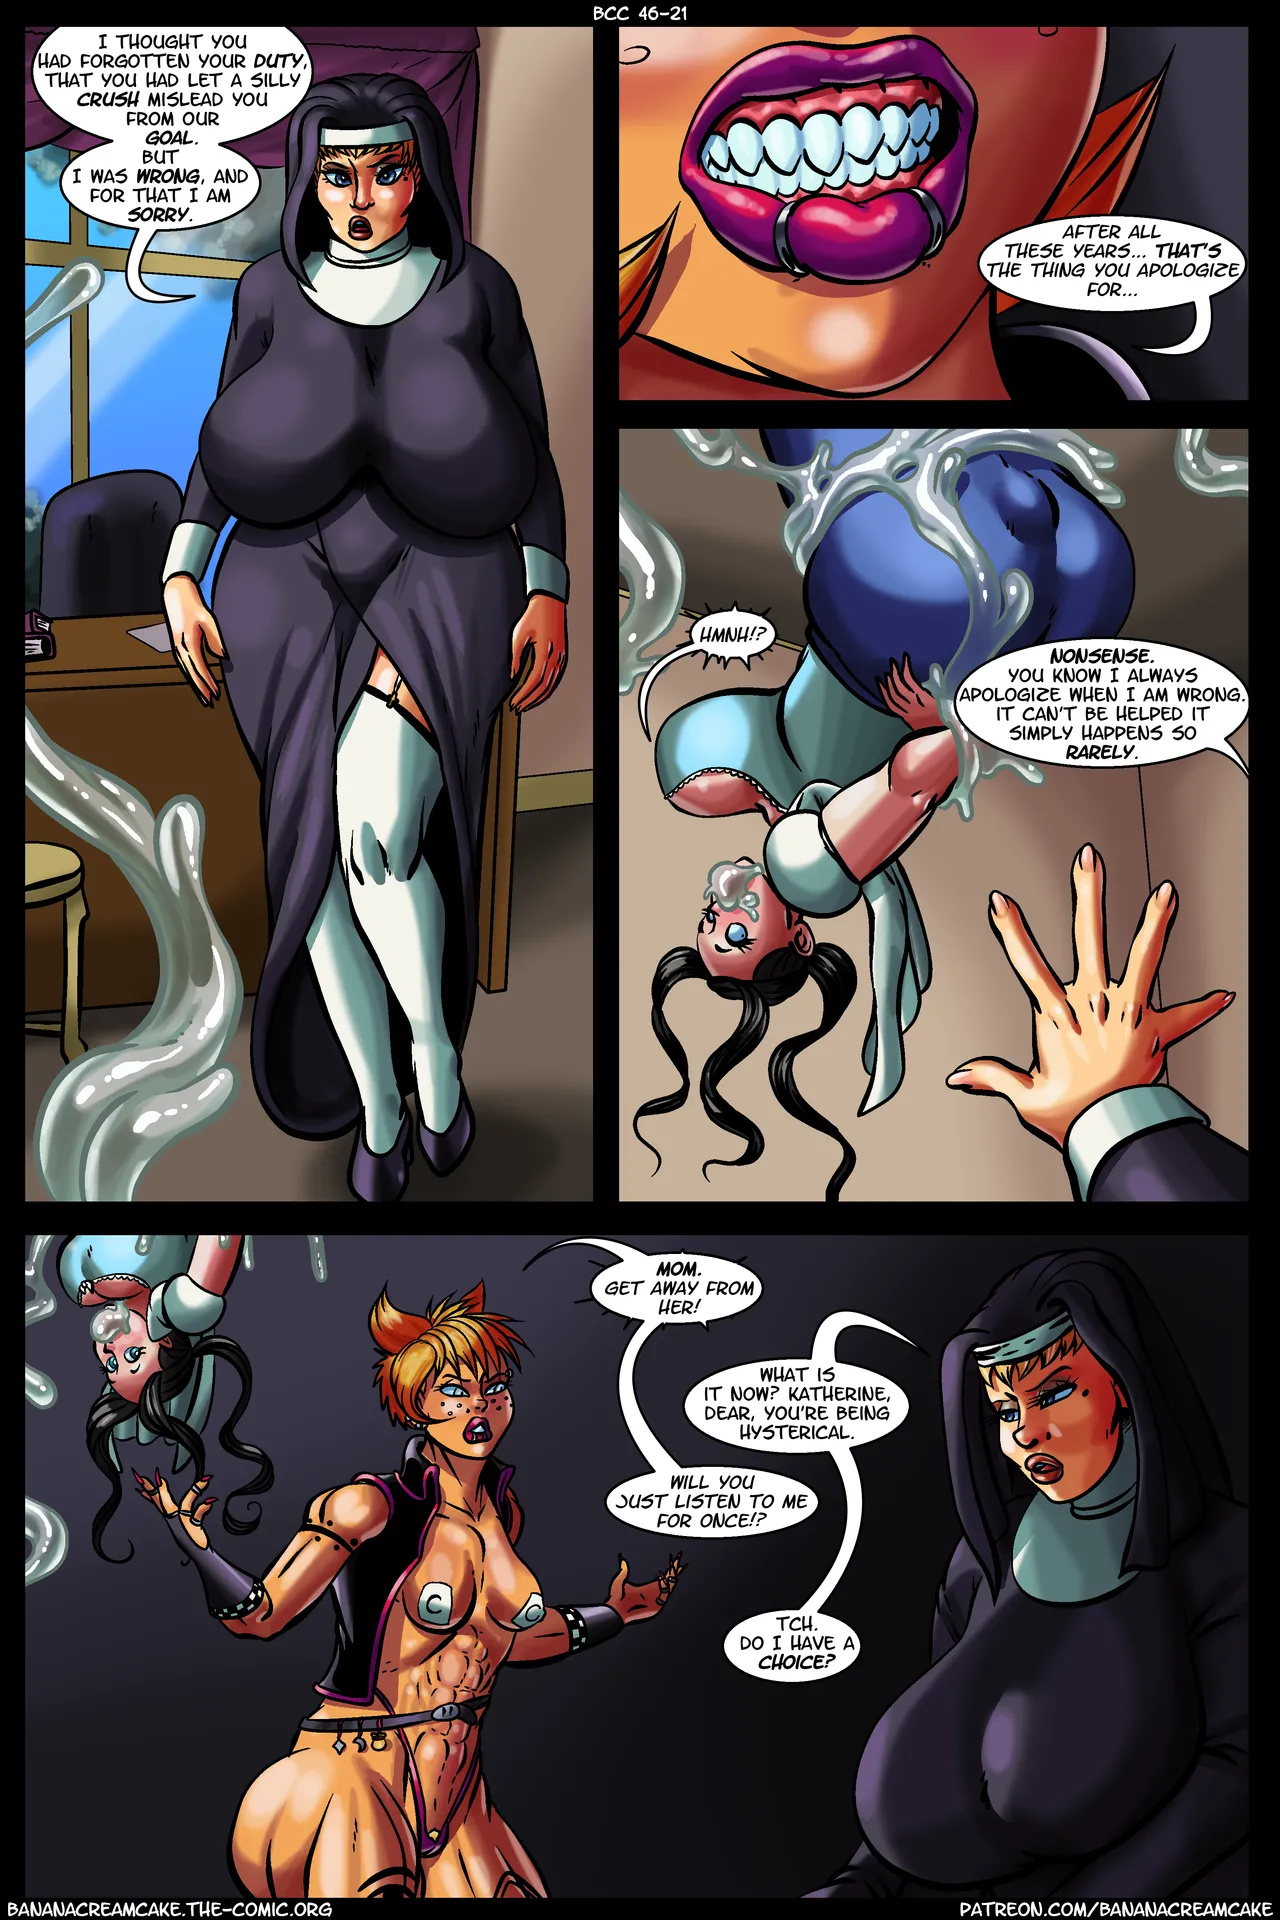 BCC 46-21
I THOUGHT YOU
HAD FORGOTTEN YOUR DUTY,
THAT YOU HAD LET A SILLY
CRUSH MISLEAD YOU
FROM OUR
GOAL.
BUT
I WAS WRONG, AND
FOR THAT I AM
SORRY.
AFTER ALL
THESE YEARS... THAT'S
THE THING YOU APOLOGIZE
FOR...
HMNH!?
NONSENSE.
YOU KNOW I ALWAYS
APOLOGIZE WHEN I AM WRONG.
IT CAN'T BE HELPED IT
SIMPLY HAPPENS SO
RARELY.
MOM.
GET AWAY FROM
HER!
WHAT IS
IT NOW? KATHERINE,
DEAR, YOU'RE BEING
HYSTERICAL.
WILL YOU
JUST LISTEN TO ME
FOR ONCE!?
TCH.
DO I HAVE A
CHOICE?
C
C
BANANACREAMCAKE.THE-COMIC.ORG
PATREON.COM/BANANACREAMCAKE